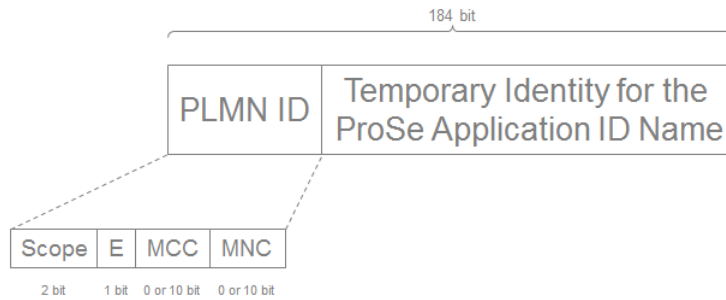 184 bit
PLMN ID
Temporary Identity for the
ProSe Application ID Name
Scope E MCC MNC
2 bit 1 bit 0 or 10 bit 0 or 10 bit